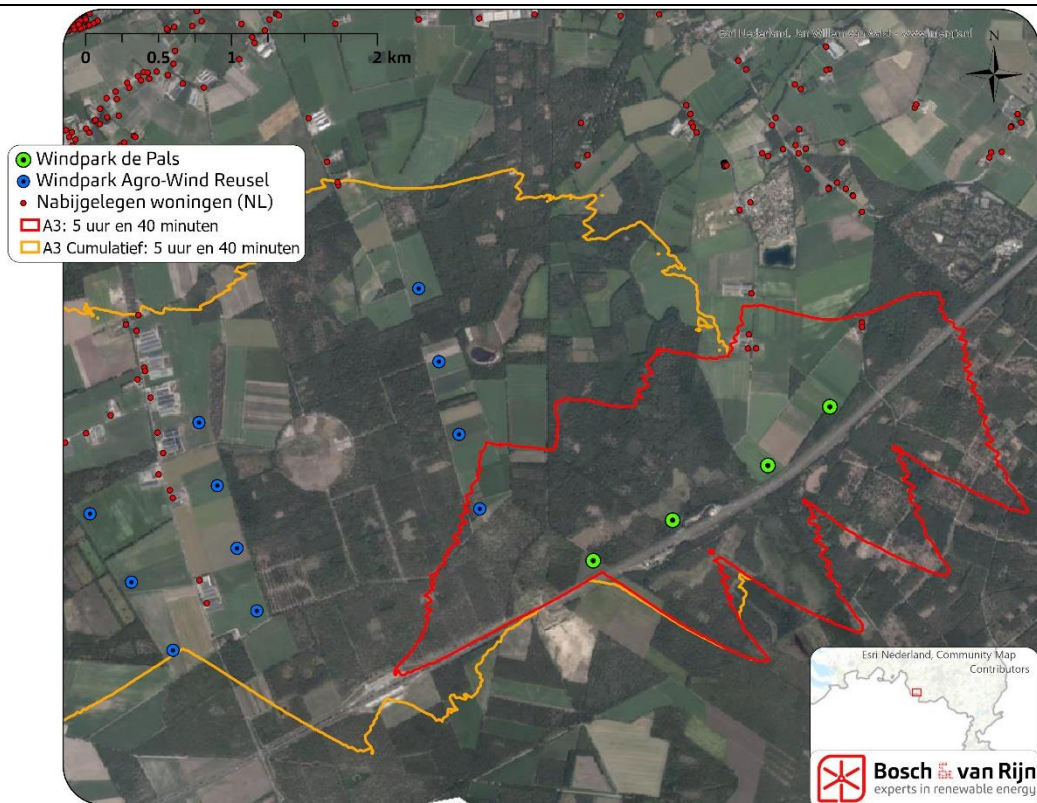 0 0.5 1 2 km
N
Windpark de Pals
Windpark Agro-Wind Reusel
Nabijgelegen woningen (NL)
A3: 5 uur en 40 minuten
A3 Cumulatief: 5 uur en 40 minuten
Esri Nederland, Community Map
Contributors
Bosch & van Rijn
experts in renewable energy